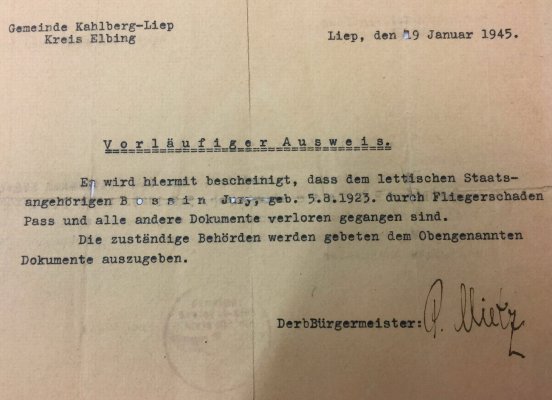 Gemeinde Kahlberg-Liep
Kreis Elbing
Liep, den 19 Januar 1945.
Vorläufiger Ausweis.
En wird hiermit bescheinigt, dass dem lettischen Staats-
angehörigen Bossin Jury, geb. 5.8.1923. durch Fliegerschaden
Pass und alle andere Dokumente verloren gegangen sind.
Die zuständige Behörden werden gebeten dem Obengenannten
Dokumente auszugeben.
DerbBürgermeister: